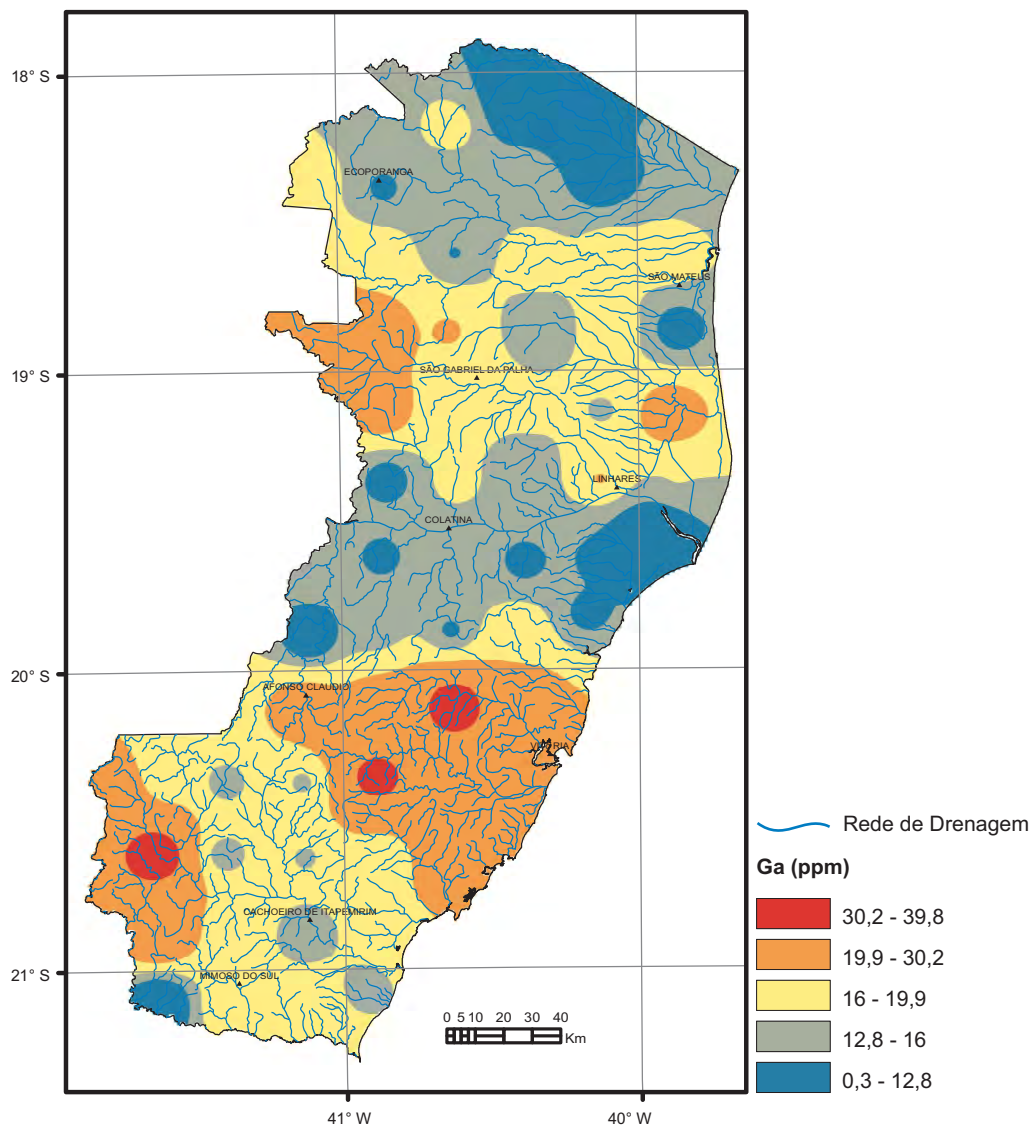 18° S
ECOPORANGA
SÃO MATEUS
19° S
SÃO GABRIEL DA PALHA
LINHARES
COLATINA
20° S
AFONSO CLAUDIO
CACHOEIRO DE ITAPEMIRIM
21° S
MIMOSO DO SUL
0 5 10 20 30 40
Km
41° W
40° W
Rede de Drenagem
Ga (ppm)
30,2 - 39,8
19,9 - 30,2
16 - 19,9
12,8 - 16
0,3 - 12,8